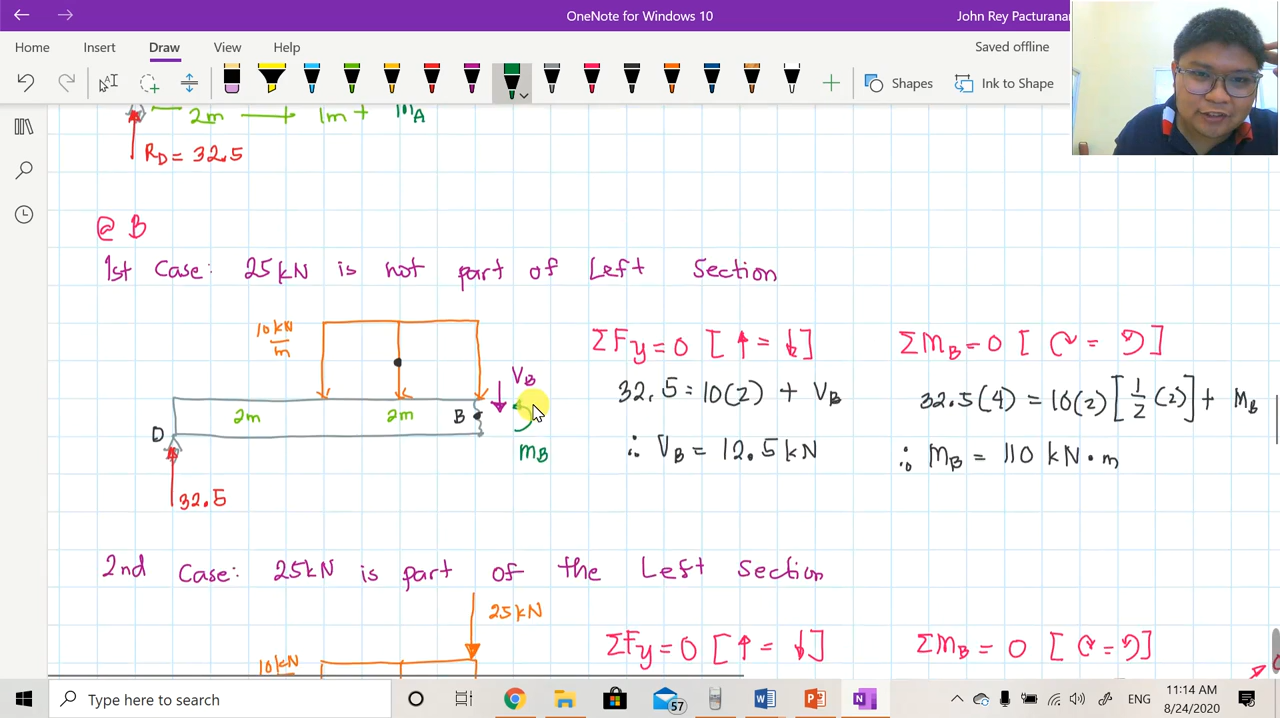 OneNote for Windows 10
John Rey Pacturana
Home Insert Draw View Help
Saved offline
Shapes
Ink to Shape
2m 1m + MA
RD = 32.5
@ B
1st Case: 25kN is not part of Left Section
10kN
m
VB
2m 2m B
D
MB
32.5
ΣFy = 0 [ ↑ = ↓ ]
32.5 = 10(2) + VB
∴ VB = 12.5 kN
ΣMB = 0 [ ↷ = ↶ ]
32.5(4) = 10(2)[1/2(2)] + MB
∴ MB = 110 kN·m
2nd Case: 25kN is part of the Left Section
25kN
10kN
ΣFy = 0 [ ↑ = ↓ ]
ΣMB = 0 [ ↷ = ↶ ]
Type here to search
57
ENG
11:14 AM
8/24/2020